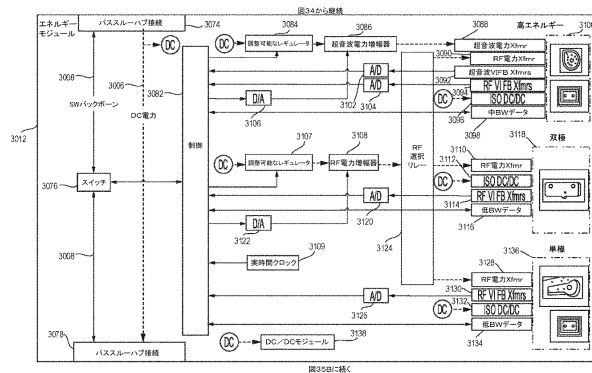 図34から継続
エネルギー
モジュール
パススルーハブ接続
3074
3084
3086
3088
高エネルギー
3100
DC
調整可能なレギュレータ
超音波電力増幅器
超音波電力Xfmr
3090
RF電力Xfmr
3008
3006
3082
A/D
3092
超音波VIFB Xfmrs
3102
A/D
3104
3094
RF VI FB Xfmrs
SWバックボーン
DC電力
D/A
3106
DC
3096
ISO DC/DC
中BWデータ
3098
3012
制御
3107
3108
RF
選択
リレー
3110
3118
双極
DC
調整可能なレギュレータ
RF電力増幅器
3112
RF電力Xfmr
DC
ISO DC/DC
3076
スイッチ
A/D
3120
3114
RF VI FB Xfmrs
低BWデータ
3116
D/A
3122
3124
3008
3109
実時間クロック
3136
単極
3128
RF電力Xfmr
3130
A/D
3126
RF VI FB Xfmrs
3132
DC
ISO DC/DC
低BWデータ
3134
3078
パススルーハブ接続
DC
DC/DCモジュール
3138
図35Bに続く